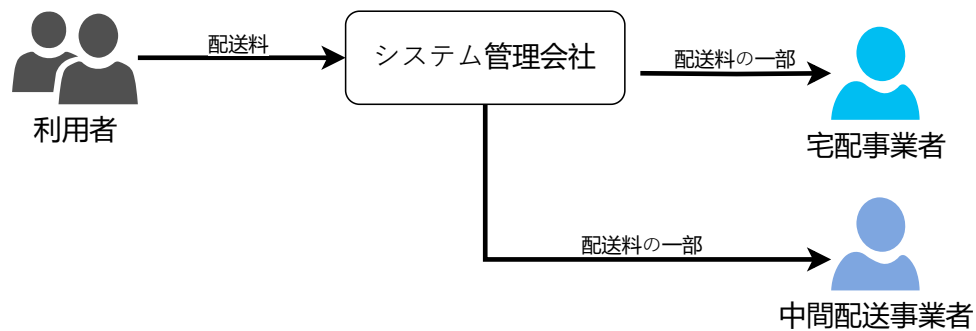 配送料
システム管理会社
配送料の一部
利用者
宅配事業者
配送料の一部
中間配送事業者